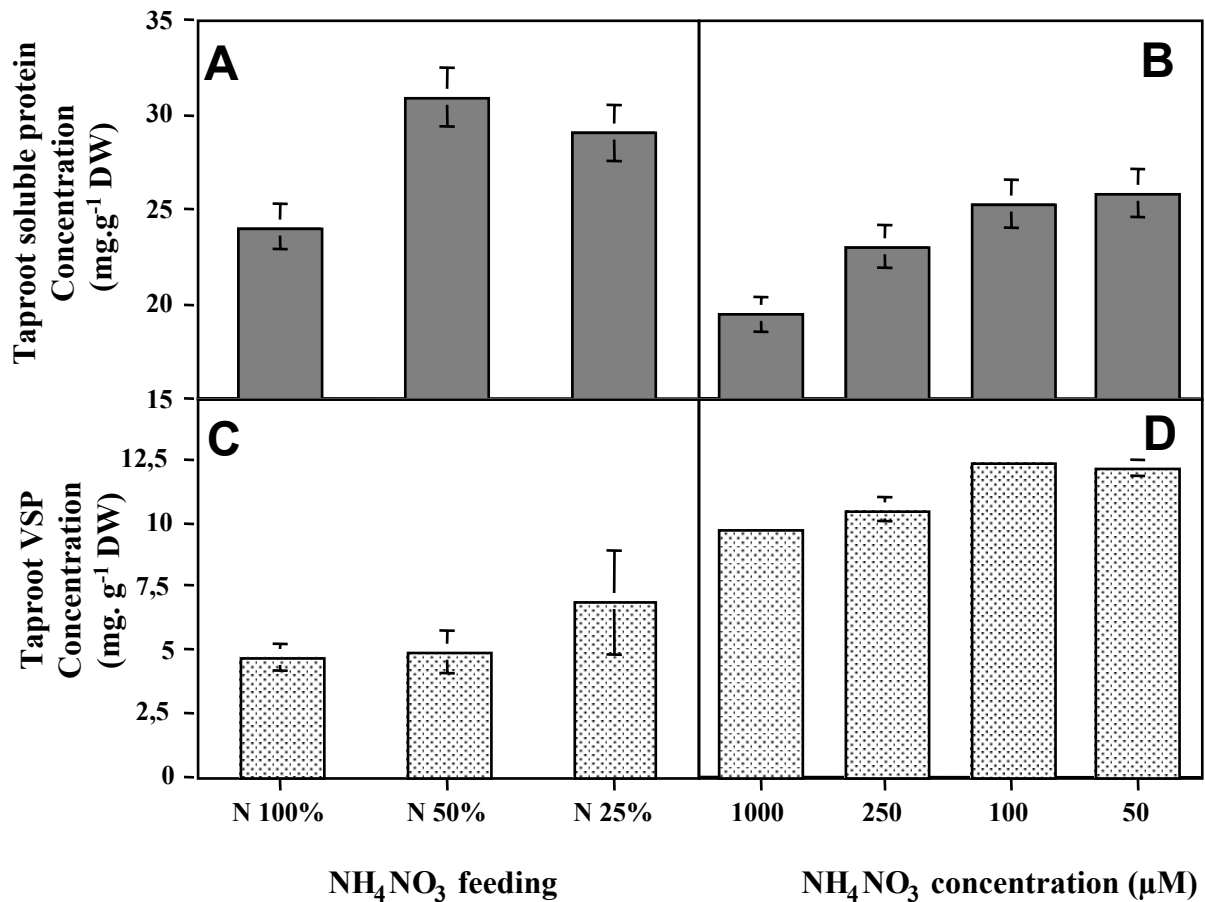 Taproot soluble protein
Concentration
(mg.g-1 DW)
35
30
25
20
15
A
B
Taproot VSP
Concentration
(mg. g-1 DW)
12,5
10
7,5
5
2,5
0
C
D
N 100%
N 50%
N 25%
1000
250
100
50
NH4NO3 feeding
NH4NO3 concentration (µM)